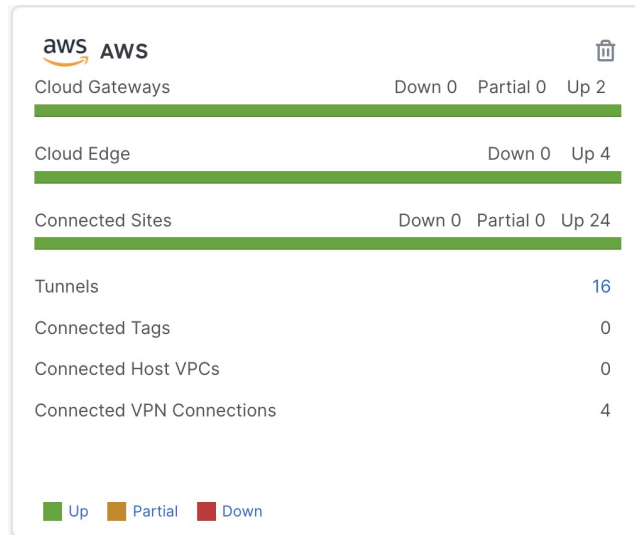 aws AWS
Cloud Gateways Down 0 Partial 0 Up 2
Cloud Edge Down 0 Up 4
Connected Sites Down 0 Partial 0 Up 24
Tunnels 16
Connected Tags 0
Connected Host VPCs 0
Connected VPN Connections 4
Up Partial Down